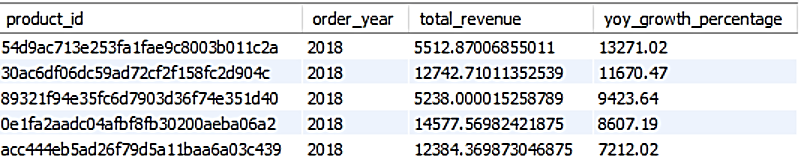 product_id order_year total_revenue yoy_growth_percentage
54d9ac713e253fa1fae9c8003b011c2a 2018 5512.87006855011 13271.02
30ac6df06dc59ad72cf2f158fc2d904c 2018 12742.71011352539 11670.47
89321f94e35fc6d7903d36f74e351d40 2018 5238.000015258789 9423.64
0e1fa2aadc04afbf8fb30200aeba06a2 2018 14577.56982421875 8607.19
acc444eb5ad26f79d5a11baa6a03c439 2018 12384.369873046875 7212.02